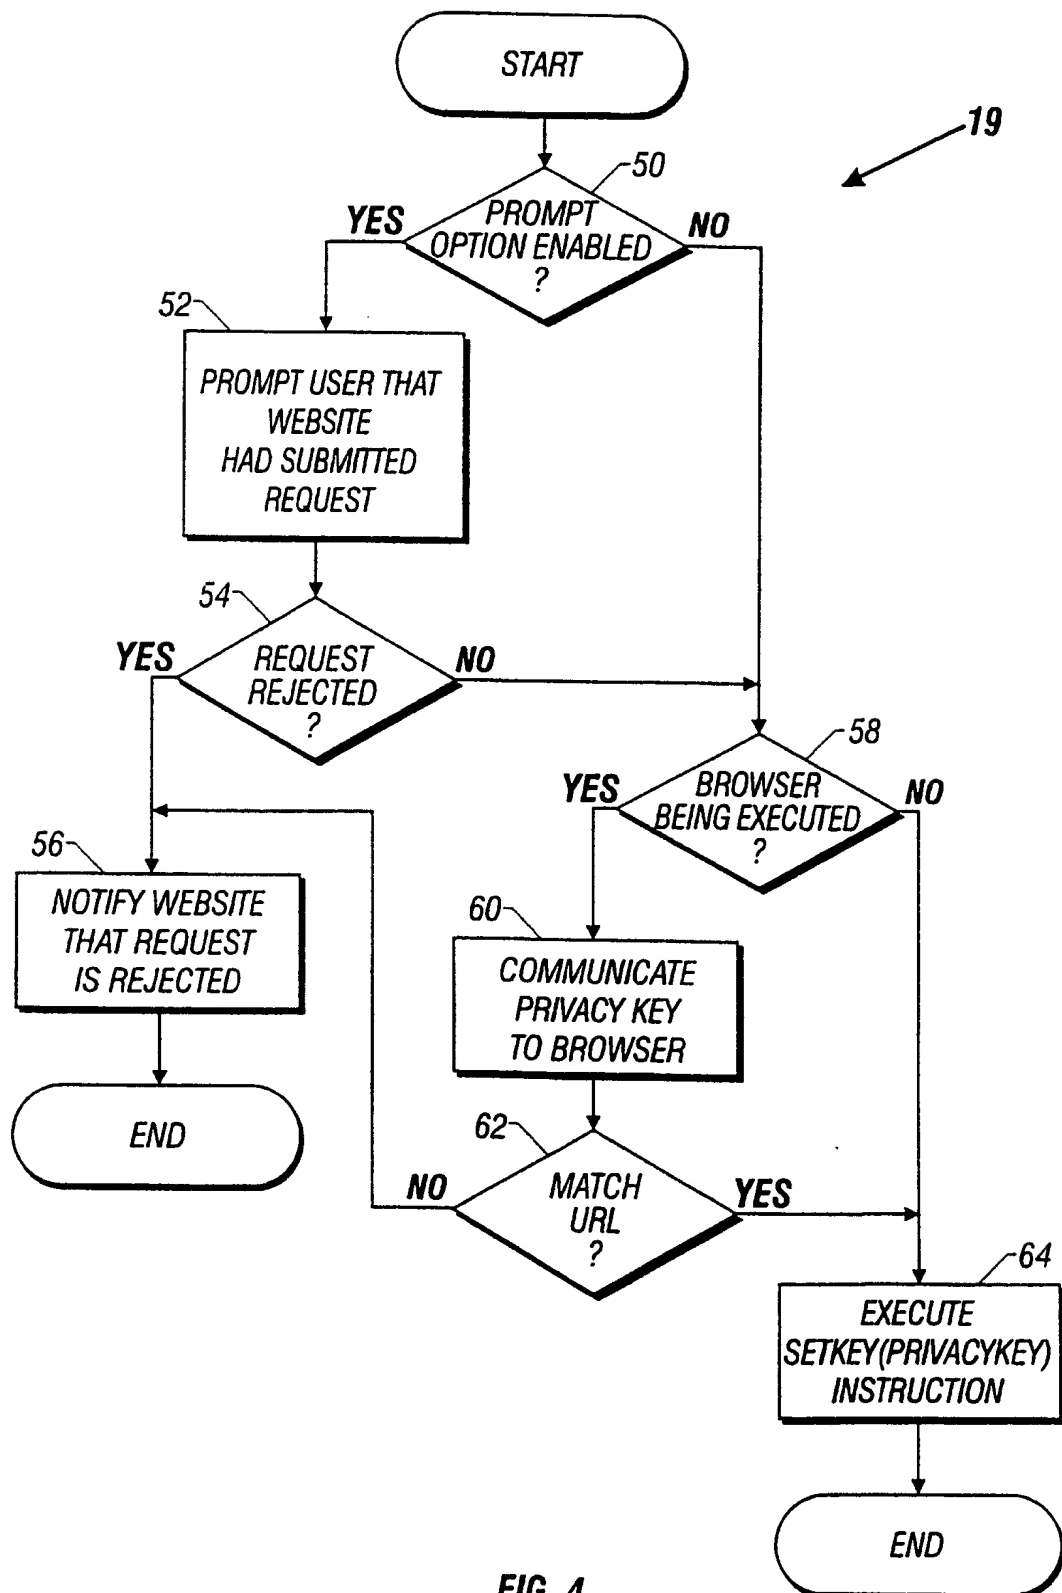 START
19
50
PROMPT
OPTION ENABLED
?
YES
NO
52
PROMPT USER THAT
WEBSITE
HAD SUBMITTED
REQUEST
54
REQUEST
REJECTED
?
YES
NO
58
BROWSER
BEING EXECUTED
?
YES
NO
56
NOTIFY WEBSITE
THAT REQUEST
IS REJECTED
60
COMMUNICATE
PRIVACY KEY
TO BROWSER
END
62
MATCH
URL
?
NO
YES
64
EXECUTE
SETKEY(PRIVACYKEY)
INSTRUCTION
END
FIG. 4